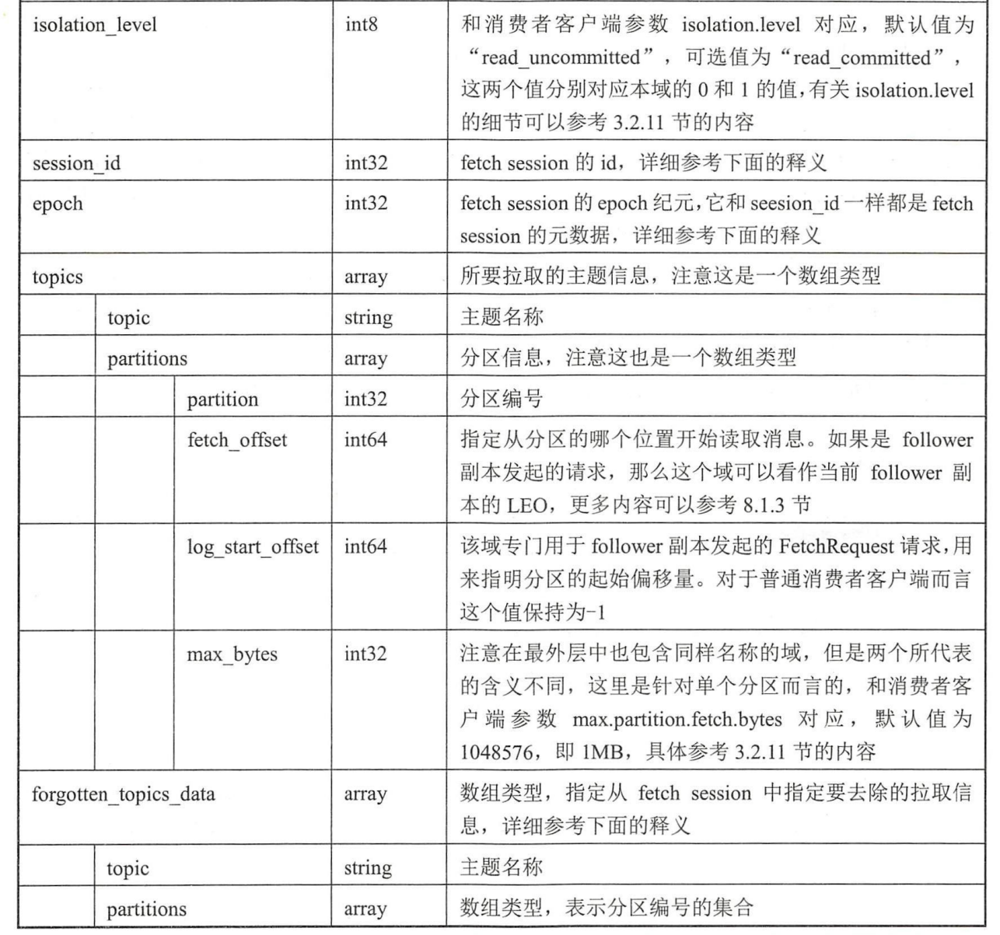 isolation_level int8 和消费者客户端参数 isolation.level 对应，默认值为
“read_uncommitted”，可选值为“read_committed”，
这两个值分别对应本域的 0 和 1 的值，有关 isolation.level
的细节可以参考 3.2.11 节的内容
session_id int32 fetch session 的 id，详细参考下面的释义
epoch int32 fetch session 的 epoch 纪元，它和 seesion_id 一样都是 fetch
session 的元数据，详细参考下面的释义
topics array 所要拉取的主题信息，注意这是一个数组类型
topic string 主题名称
partitions array 分区信息，注意这也是一个数组类型
partition int32 分区编号
fetch_offset int64 指定从分区的哪个位置开始读取消息。如果是 follower
副本发起的请求，那么这个域可以看作当前 follower 副
本的 LEO，更多内容可以参考 8.1.3 节
log_start_offset int64 该域专门用于 follower 副本发起的 FetchRequest 请求，用
来指明分区的起始偏移量。对于普通消费者客户端而言
这个值保持为-1
max_bytes int32 注意在最外层中也包含同样名称的域，但是两个所代表
的含义不同，这里是针对单个分区而言的，和消费者客
户端参数 max.partition.fetch.bytes 对应，默认值为
1048576，即 1MB，具体参考 3.2.11 节的内容
forgotten_topics_data array 数组类型，指定从 fetch session 中指定要去除的拉取信
息，详细参考下面的释义
topic string 主题名称
partitions array 数组类型，表示分区编号的集合